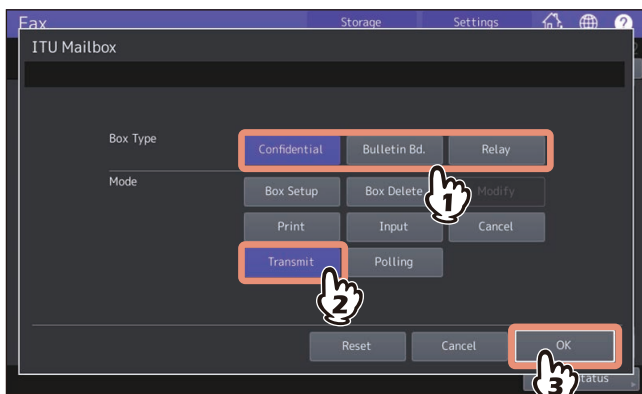 Fax Storage Settings ?
ITU Mailbox
Box Type Confidential Bulletin Bd. Relay
1
Mode Box Setup Box Delete Modify
Print Input Cancel
Transmit Polling
2
Reset Cancel OK
3 tatus